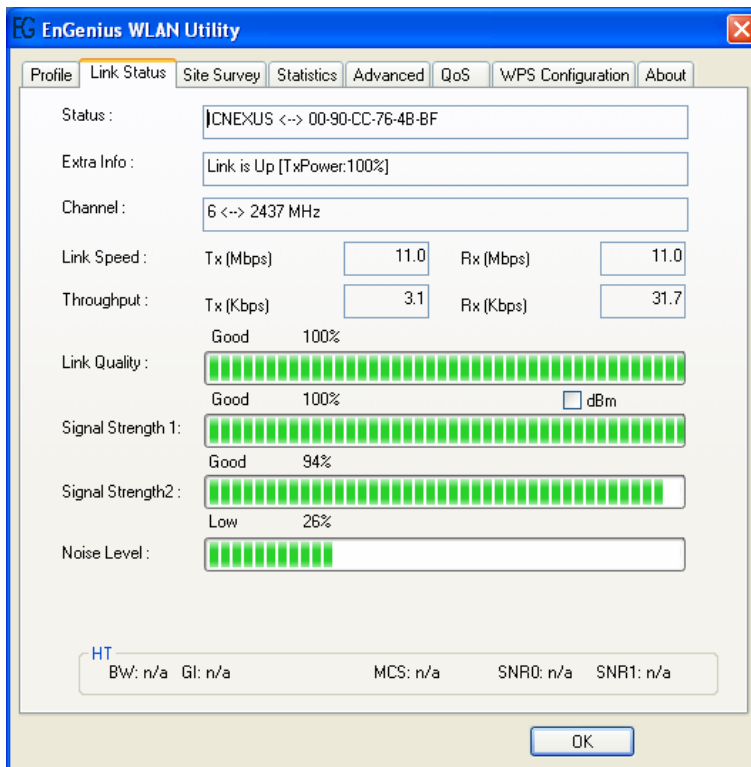 EG EnGenius WLAN Utility
Profile Link Status Site Survey Statistics Advanced QoS WPS Configuration About
Status : ICNEXUS <--> 00-90-CC-76-4B-BF
Extra Info : Link is Up [TxPower:100%]
Channel : 6 <--> 2437 MHz
Link Speed : Tx (Mbps) 11.0 Rx (Mbps) 11.0
Throughput : Tx (Kbps) 3.1 Rx (Kbps) 31.7
Good 100%
Link Quality :
Good 100% dBm
Signal Strength 1:
Good 94%
Signal Strength2 :
Low 26%
Noise Level :
HT
BW: n/a GI: n/a MCS: n/a SNR0: n/a SNR1: n/a
OK